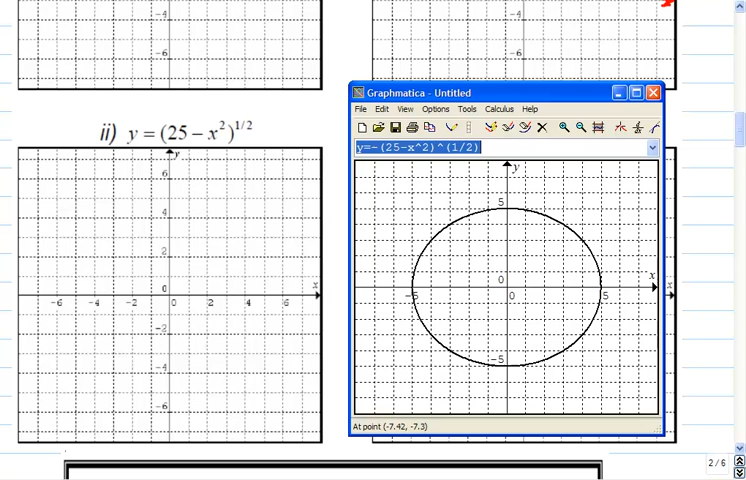 -4
-4
-6
-6
Graphmatica - Untitled
File Edit View Options Tools Calculus Help
ii) y = (25 − x²)^1/2
y=-(25-x^2)^(1/2)
y
6
4
2
0
-6 -4 -2 0 2 4 6
x
-2
-4
-6
y
5
0
x
-5 0 5
-5
x
At point (-7.42, -7.3)
2 / 6